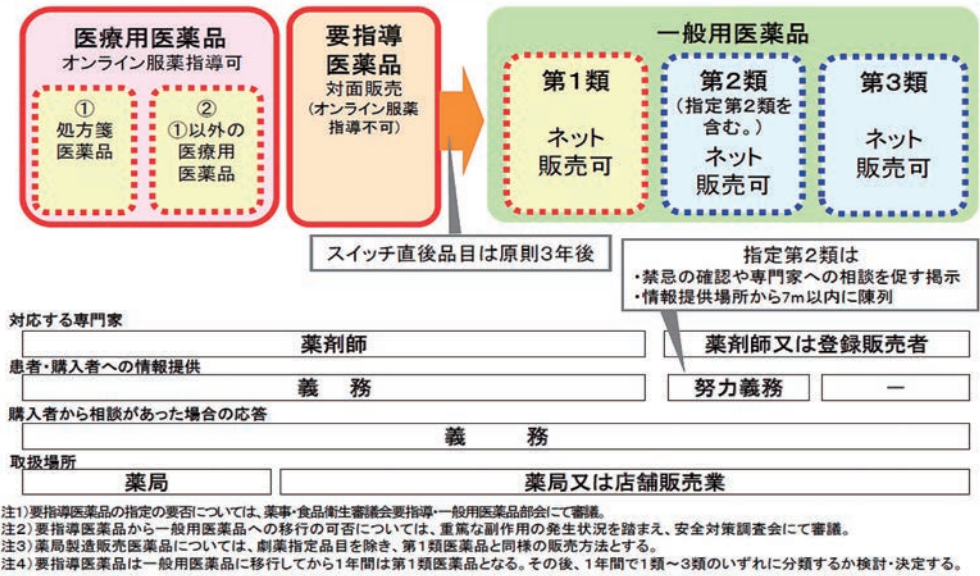 医療用医薬品
オンライン服薬指導可
①
処方箋
医薬品
②
①以外の
医療用
医薬品
要指導
医薬品
対面販売
(オンライン服薬
指導不可)
一般用医薬品
第1類
ネット
販売可
第2類
(指定第2類を
含む。)
ネット
販売可
第3類
ネット
販売可
スイッチ直後品目は原則3年後
指定第2類は
・禁忌の確認や専門家への相談を促す掲示
・情報提供場所から7m以内に陳列
対応する専門家
薬剤師
薬剤師又は登録販売者
患者・購入者への情報提供
義 務
努力義務
－
購入者から相談があった場合の応答
義 務
取扱場所
薬局
薬局又は店舗販売業
注1)要指導医薬品の指定の要否については、薬事・食品衛生審議会要指導・一般用医薬品部会にて審議。
注2)要指導医薬品から一般用医薬品への移行の可否については、重篤な副作用の発生状況を踏まえ、安全対策調査会にて審議。
注3)薬局製造販売医薬品については、劇薬指定品目を除き、第1類医薬品と同様の販売方法とする。
注4)要指導医薬品は一般用医薬品に移行してから1年間は第1類医薬品となる。その後、1年間で1類～3類のいずれに分類するか検討・決定する。